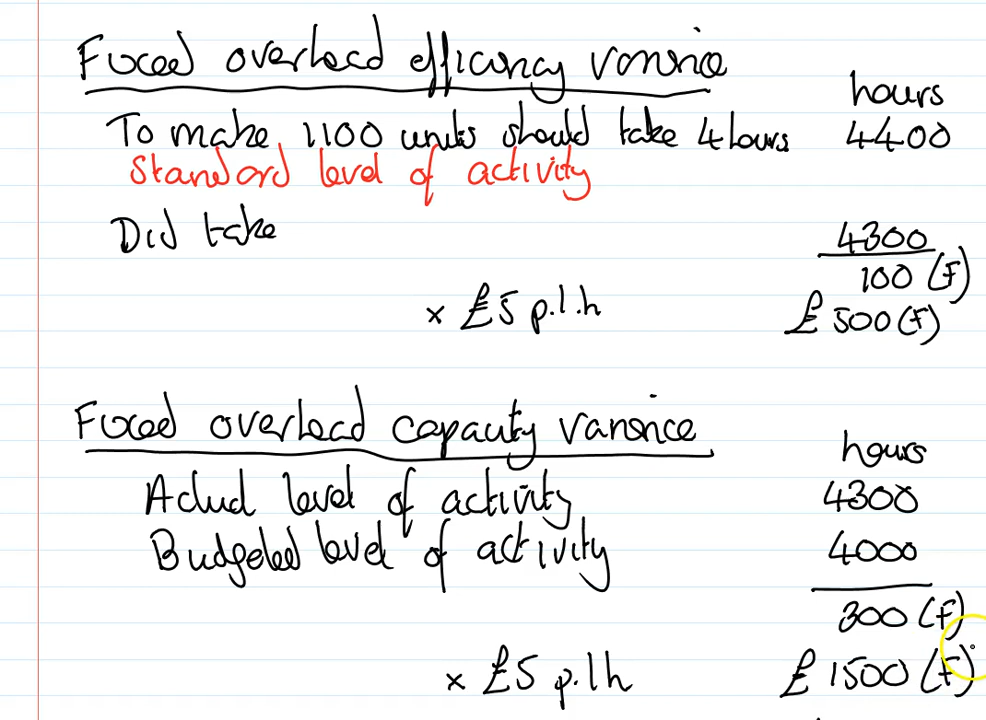 Fixed overhead efficiency variance
hours
To make 1100 units should take 4 hours 4400
Standard level of activity
Did take 4300
100 (F)
x £5 p.l.h £500 (F)
Fixed overhead capacity variance
hours
Actual level of activity 4300
Budgeted level of activity 4000
300 (F)
x £5 p.l.h £1500 (F)